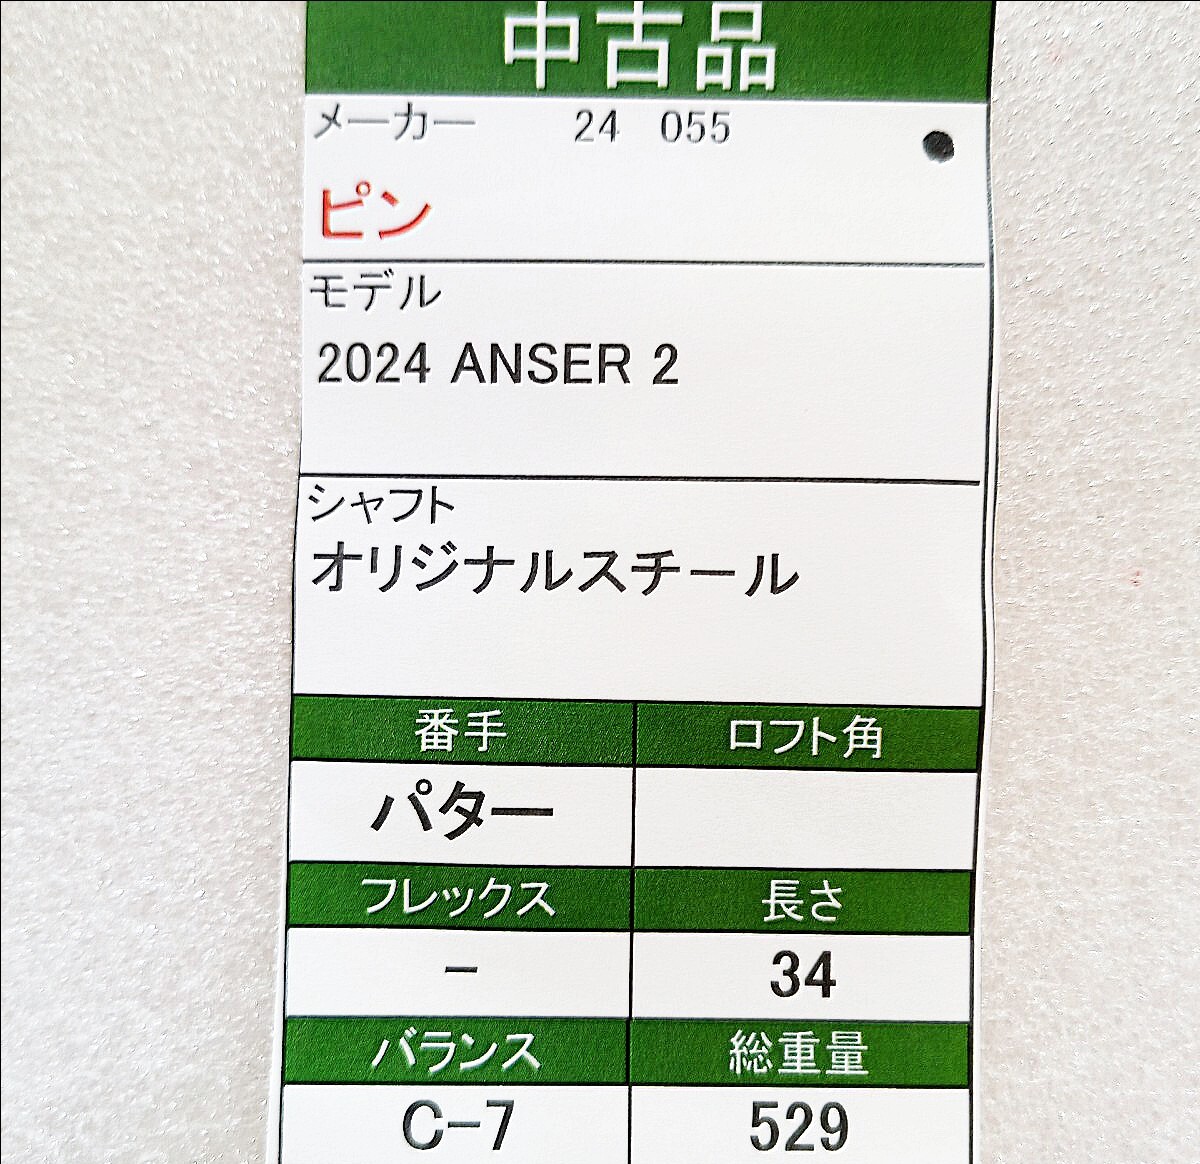 中古品
メーカー 24 055
ピン
モデル
2024 ANSER 2
シャフト
オリジナルスチール
番手 ロフト角
パター
フレックス 長さ
- 34
バランス 総重量
C-7 529